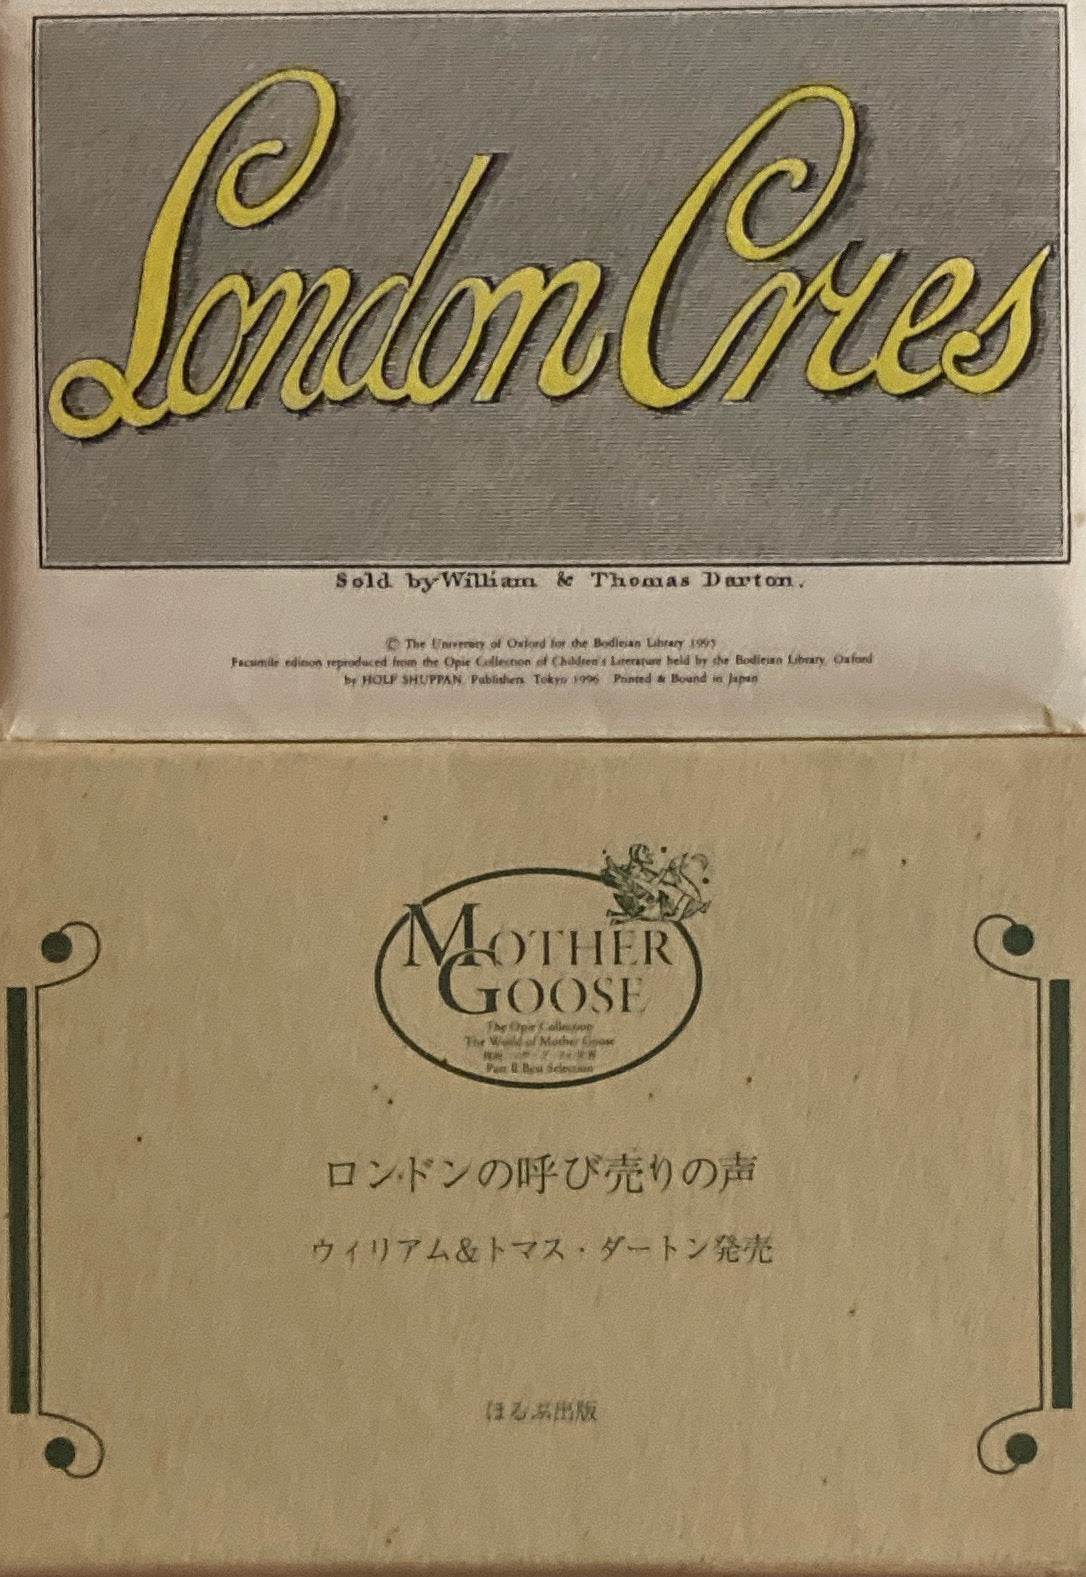 London Cries
Sold by William & Thomas Darton.
© The University of Oxford for the Bodleian Library 1995
Facsimile edition reproduced from the Opie Collection of Children's Literature held by the Bodleian Library, Oxford
by HOLP SHUPPAN, Publishers, Tokyo 1996 Printed & Bound in Japan
MOTHER
GOOSE
The Opie Collection
The World of Mother Goose
Part II Best Selection
ロンドンの呼び売りの声
ウィリアム&トマス・ダートン発売
ほるぷ出版